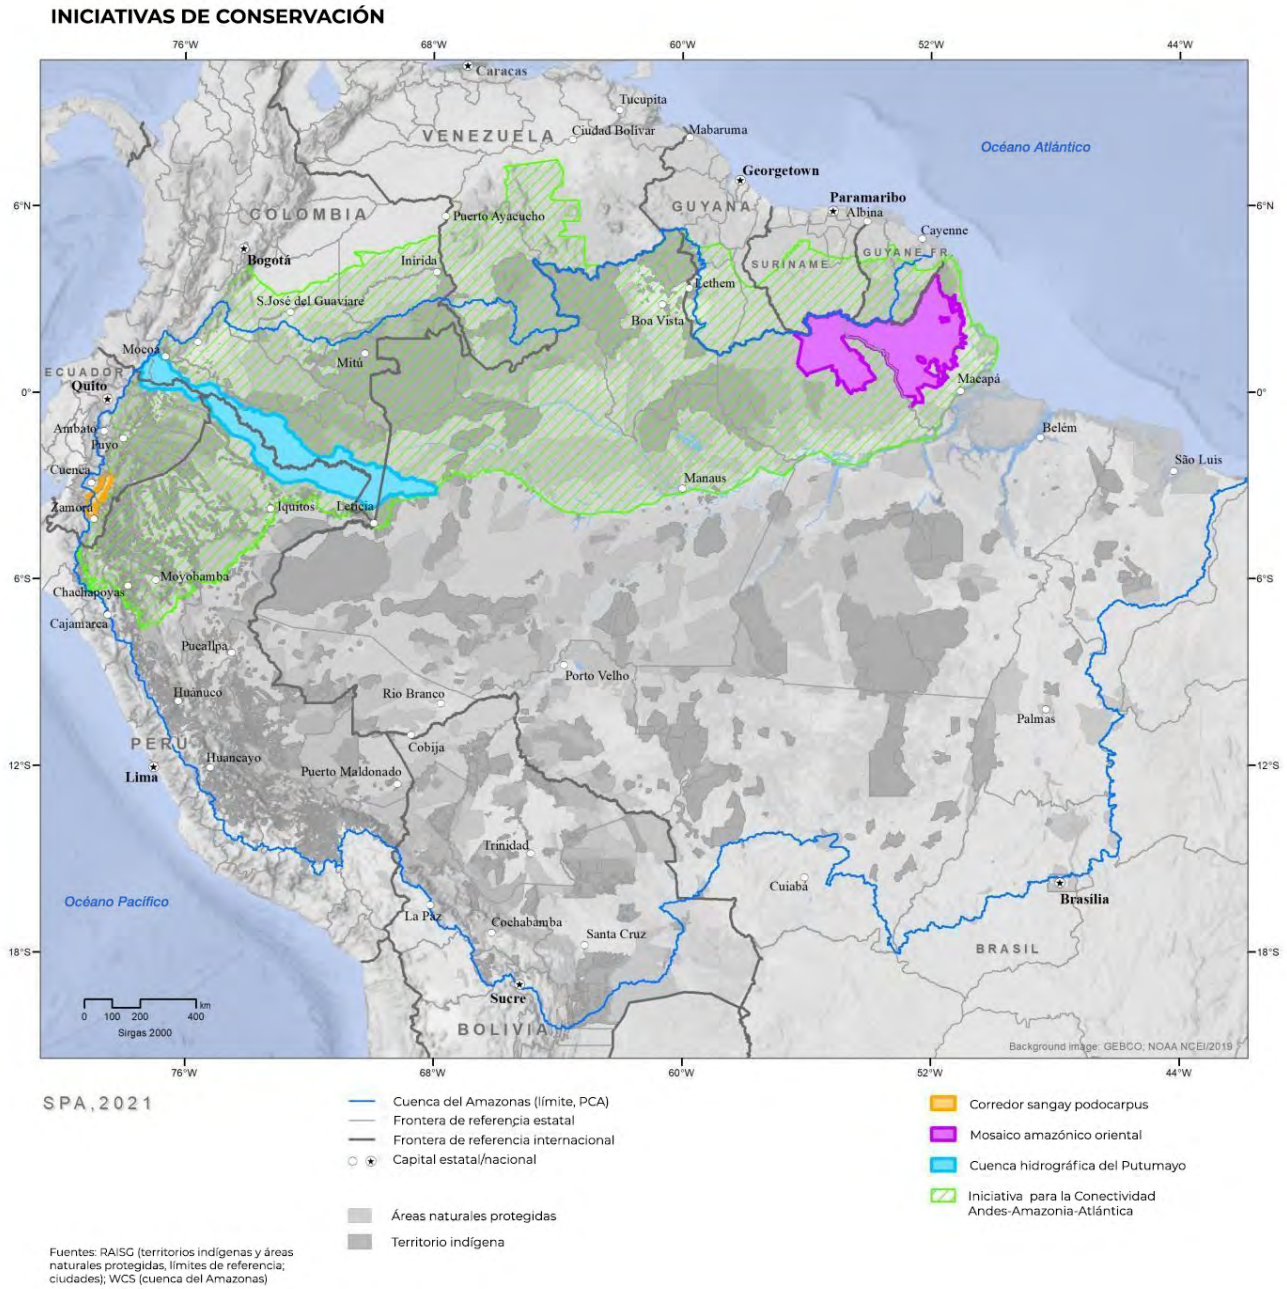 INICIATIVAS DE CONSERVACIÓN
76°W 68°W 60°W 52°W 44°W
Caracas
Tucupita
VENEZUELA
Ciudad Bolivar
Mabaruma
Océano Atlántico
Georgetown
6°N
COLOMBIA
Puerto Ayacucho
GUYANA
Paramaribo
Albina
6°N
Cayenne
Bogotá
Inirida
SURINAME
GUYANE FR.
Lethem
S.José del Guaviare
Boa Vista
Mocoa
Mitú
ECUADOR
Quito
Macapá
0°
0°
Ambato
Puyo
Belém
Cuenca
Manaus
São Luis
Zamora
Iquitos
Leticia
6°S
Moyobamba
6°S
Chachapoyas
Cajamarca
Pucallpa
Porto Velho
Huánuco
Rio Branco
Palmas
PERÚ
Cobija
Huancayo
Lima
12°S
Puerto Maldonado
12°S
Trinidad
Cuiabá
Brasília
Océano Pacífico
La Paz
Cochabamba
Santa Cruz
18°S
BRASIL
18°S
Sucre
km
0 100 200 400
Sirgas 2000
BOLIVIA
Background image: GEBCO; NOAA NCEI/2019
76°W 68°W 60°W 52°W 44°W
SPA,2021
Cuenca del Amazonas (límite, PCA)
Frontera de referencia estatal
Frontera de referencia internacional
Capital estatal/nacional
Áreas naturales protegidas
Territorio indígena
Corredor sangay podocarpus
Mosaico amazónico oriental
Cuenca hidrográfica del Putumayo
Iniciativa para la Conectividad
Andes-Amazonia-Atlántica
Fuentes: RAISG (territorios indígenas y áreas
naturales protegidas, límites de referencia;
ciudades); WCS (cuenca del Amazonas)